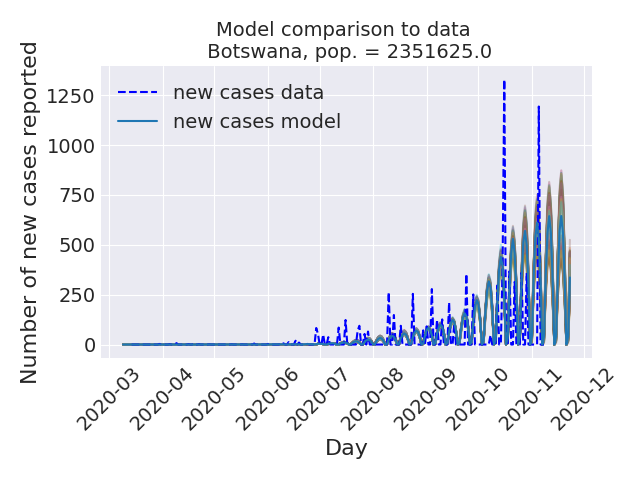 Model comparison to data
Botswana, pop. = 2351625.0
Number of new cases reported
1250
1000
750
500
250
0
new cases data
new cases model
2020-03
2020-04
2020-05
2020-06
2020-07
2020-08
2020-09
2020-10
2020-11
2020-12
Day